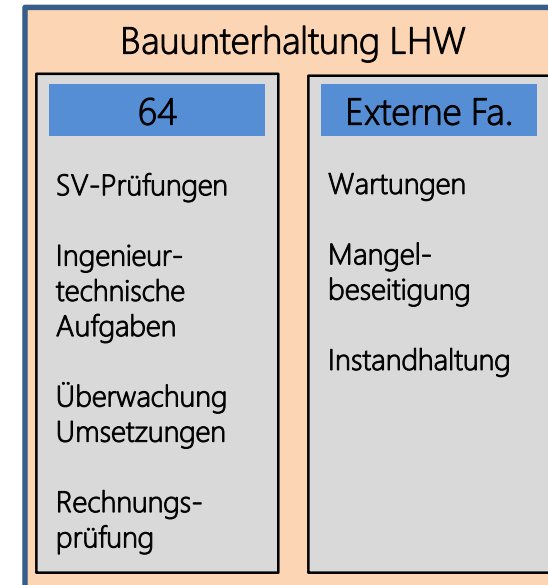 Bauunterhaltung LHW
64
SV-Prüfungen
Ingenieur-
technische
Aufgaben
Überwachung
Umsetzungen
Rechnungs-
prüfung
Externe Fa.
Wartungen
Mangel-
beseitigung
Instandhaltung